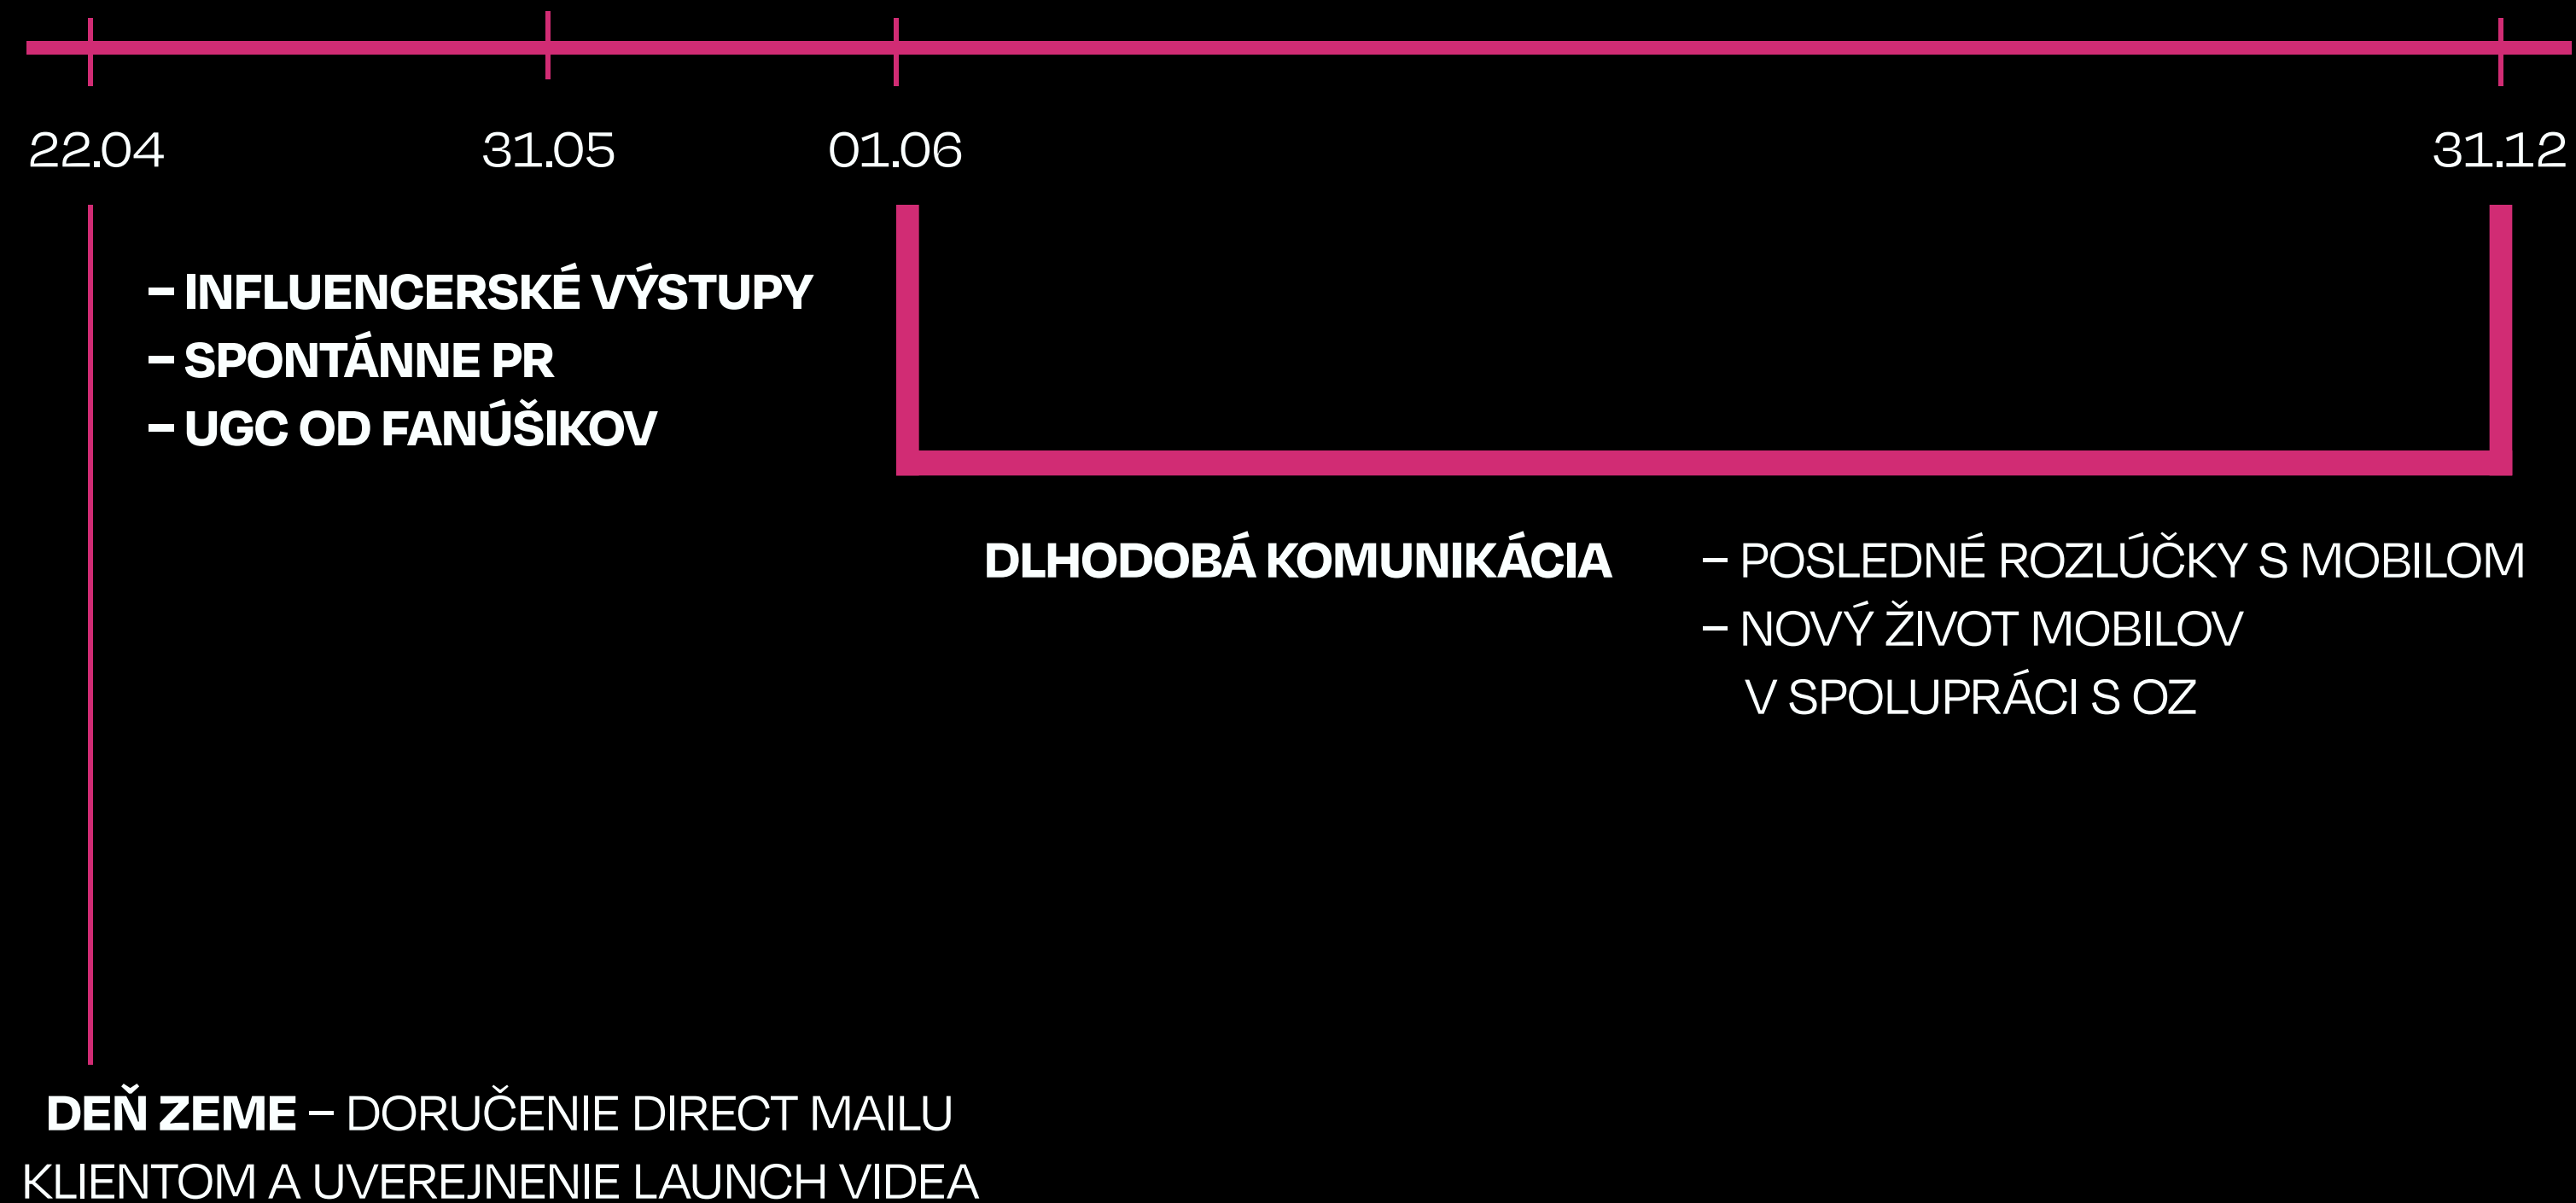 22.04
31.05
01.06
31.12
– INFLUENCERSKÉ VÝSTUPY
– SPONTÁNNE PR
– UGC OD FANÚŠIKOV
DLHODOBÁ KOMUNIKÁCIA
– POSLEDNÉ ROZLÚČKY S MOBILOM
– NOVÝ ŽIVOT MOBILOV
V SPOLUPRÁCI S OZ
DEŇ ZEME – DORUČENIE DIRECT MAILU
KLIENTOM A UVEREJNENIE LAUNCH VIDEA